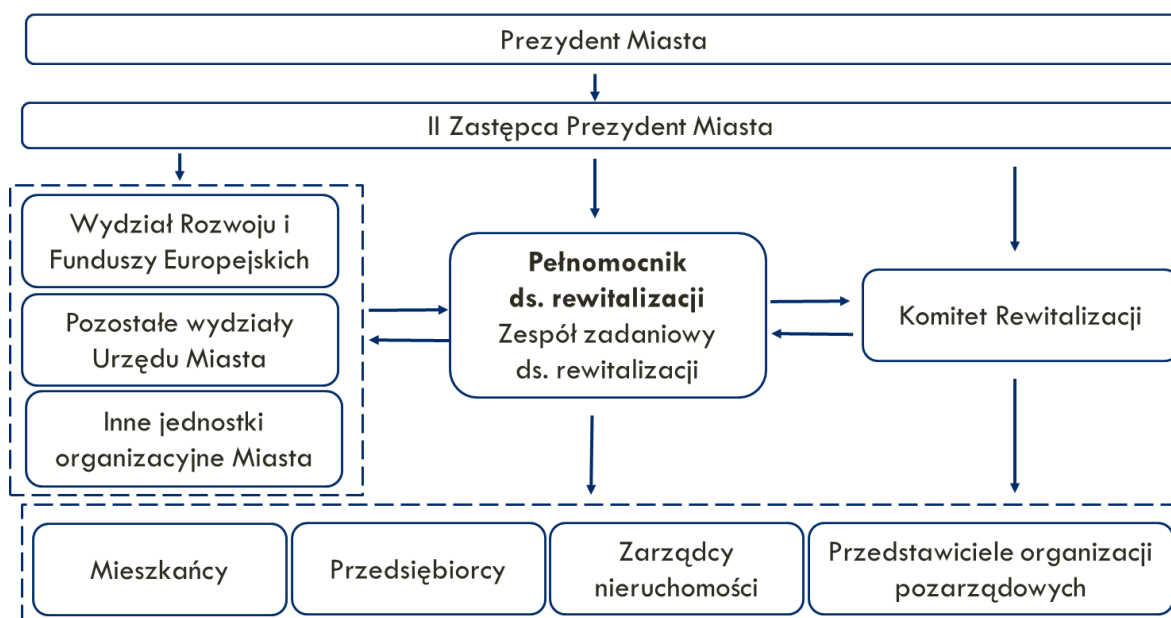 Prezydent Miasta
II Zastępca Prezydent Miasta
Wydział Rozwoju i
Funduszy Europejskich
Pozostałe wydziały
Urzędu Miasta
Inne jednostki
organizacyjne Miasta
Pełnomocnik
ds. rewitalizacji
Zespół zadaniowy
ds. rewitalizacji
Komitet Rewitalizacji
Mieszkańcy
Przedsiębiorcy
Zarządcy
nieruchomości
Przedstawiciele organizacji
pozarządowych